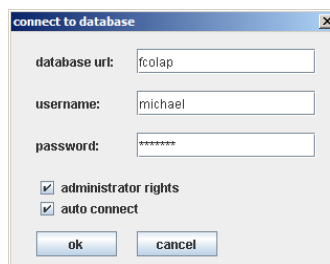 connect to database
database url: fcolap
username: michael
password: *******
administrator rights
auto connect
ok cancel